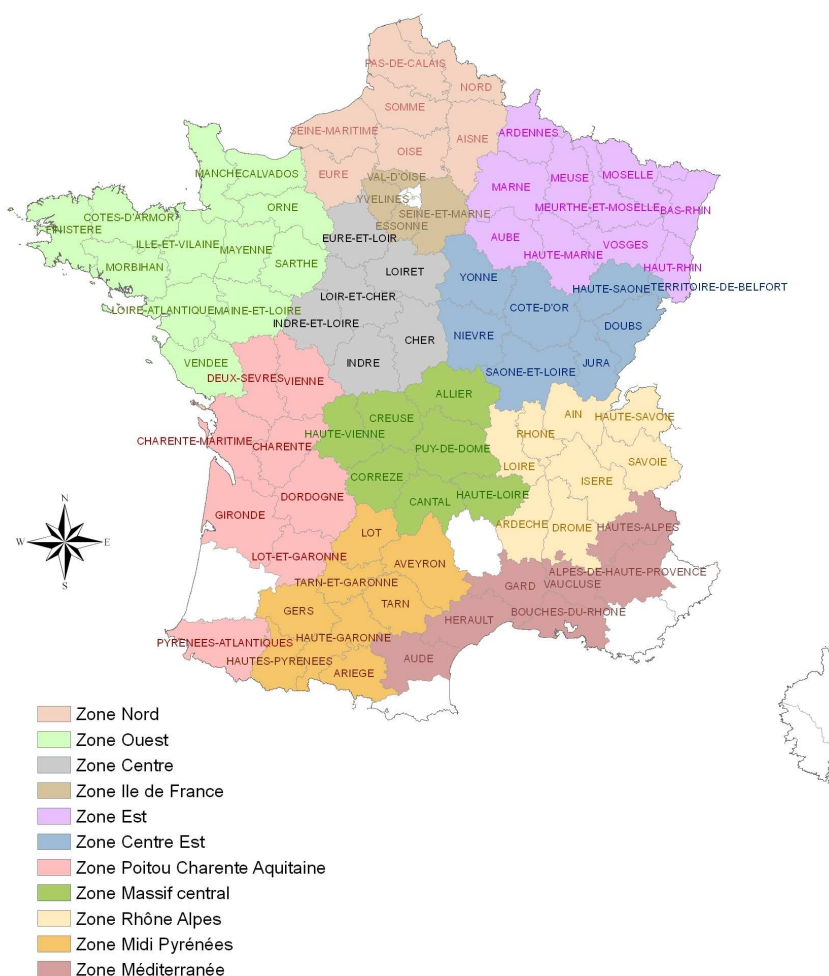 PAS-DE-CALAIS
NORD
SOMME
SEINE-MARITIME
AISNE
ARDENNES
OISE
EURE
VAL-D'OISE
MANCHE
CALVADOS
MARNE
MEUSE
MOSELLE
YVELINES
ORNE
SEINE-ET-MARNE
MEURTHE-ET-MOSELLE
BAS-RHIN
COTES-D'ARMOR
ESSONNE
FINISTERE
EURE-ET-LOIR
AUBE
ILLE-ET-VILAINE
MAYENNE
VOSGES
HAUTE-MARNE
SARTHE
MORBIHAN
HAUT-RHIN
LOIRET
YONNE
HAUTE-SAONE
TERRITOIRE-DE-BELFORT
LOIR-ET-CHER
COTE-D'OR
LOIRE-ATLANTIQUE
MAINE-ET-LOIRE
INDRE-ET-LOIRE
DOUBS
NIEVRE
CHER
VENDEE
INDRE
JURA
SAONE-ET-LOIRE
DEUX-SEVRES
VIENNE
ALLIER
AIN
HAUTE-SAVOIE
CREUSE
HAUTE-VIENNE
RHONE
CHARENTE-MARITIME
CHARENTE
PUY-DE-DOME
LOIRE
SAVOIE
CORREZE
ISERE
DORDOGNE
HAUTE-LOIRE
CANTAL
GIRONDE
ARDECHE
DROME
HAUTES-ALPES
LOT
LOT-ET-GARONNE
AVEYRON
ALPES-DE-HAUTE-PROVENCE
TARN-ET-GARONNE
GARD
VAUCLUSE
TARN
GERS
BOUCHES-DU-RHONE
HERAULT
HAUTE-GARONNE
PYRENEES-ATLANTIQUES
HAUTES-PYRENEES
AUDE
ARIEGE
N
W
E
S
Zone Nord
Zone Ouest
Zone Centre
Zone Ile de France
Zone Est
Zone Centre Est
Zone Poitou Charente Aquitaine
Zone Massif central
Zone Rhône Alpes
Zone Midi Pyrénées
Zone Méditerranée